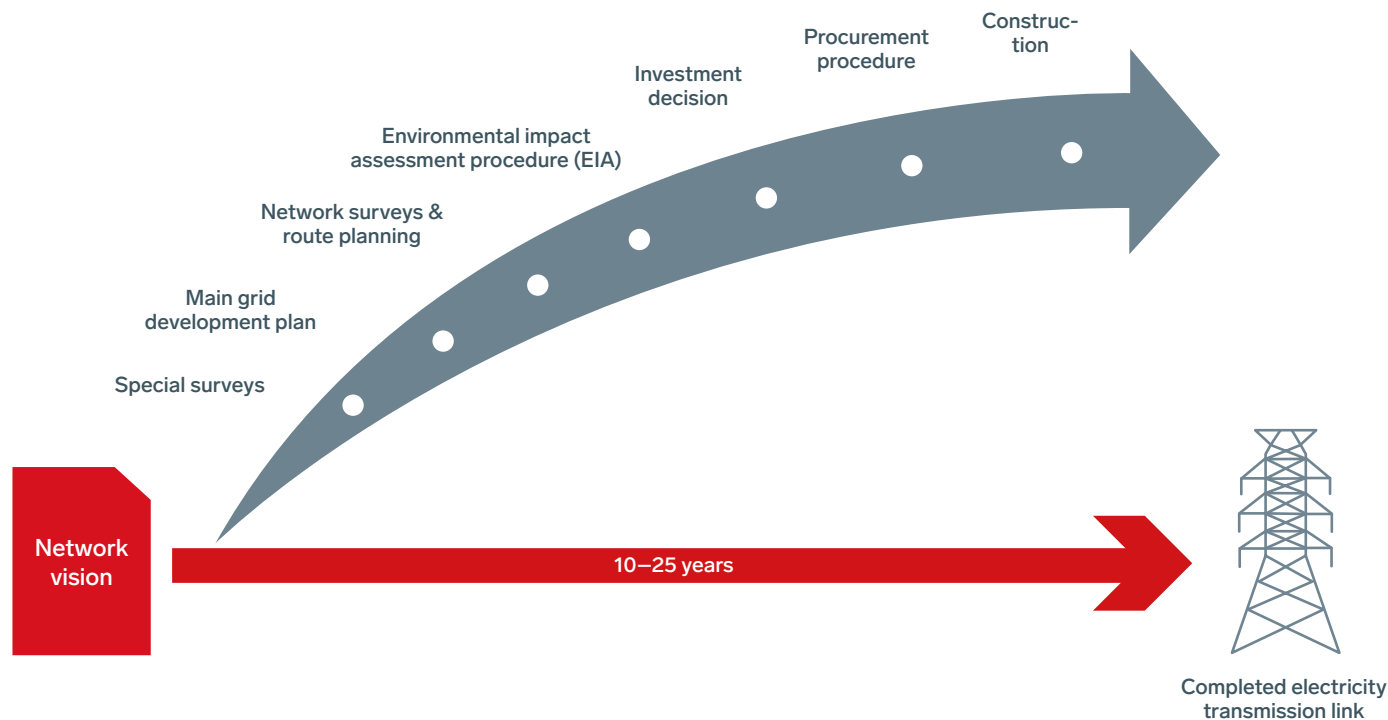 Construc-
tion
Procurement
procedure
Investment
decision
Environmental impact
assessment procedure (EIA)
Network surveys &
route planning
Main grid
development plan
Special surveys
Network
vision
10–25 years
Completed electricity
transmission link